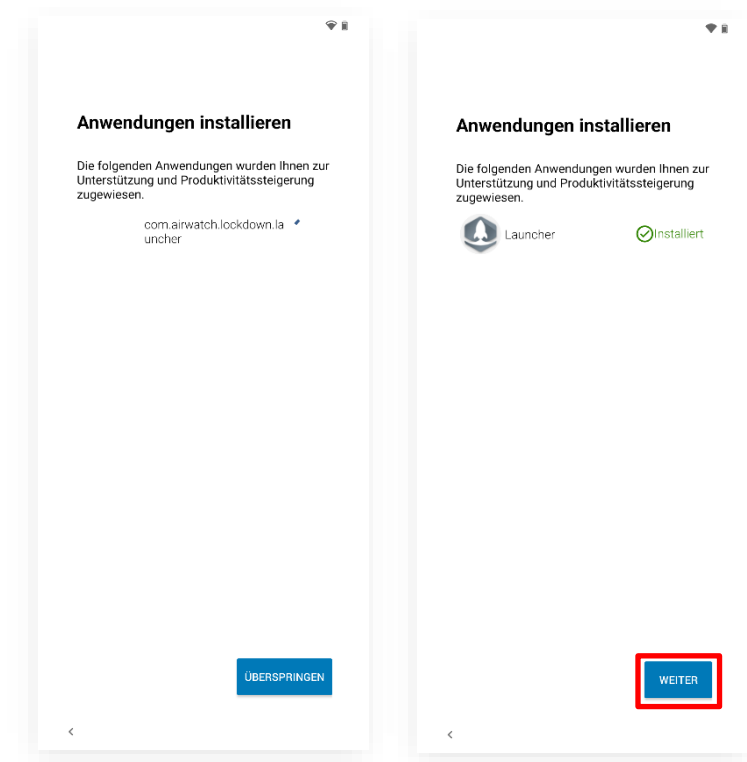 Anwendungen installieren
Die folgenden Anwendungen wurden Ihnen zur
Unterstützung und Produktivitätssteigerung
zugewiesen.
com.airwatch.lockdown.la
uncher
ÜBERSPRINGEN
Anwendungen installieren
Die folgenden Anwendungen wurden Ihnen zur
Unterstützung und Produktivitätssteigerung
zugewiesen.
Launcher
Installiert
WEITER